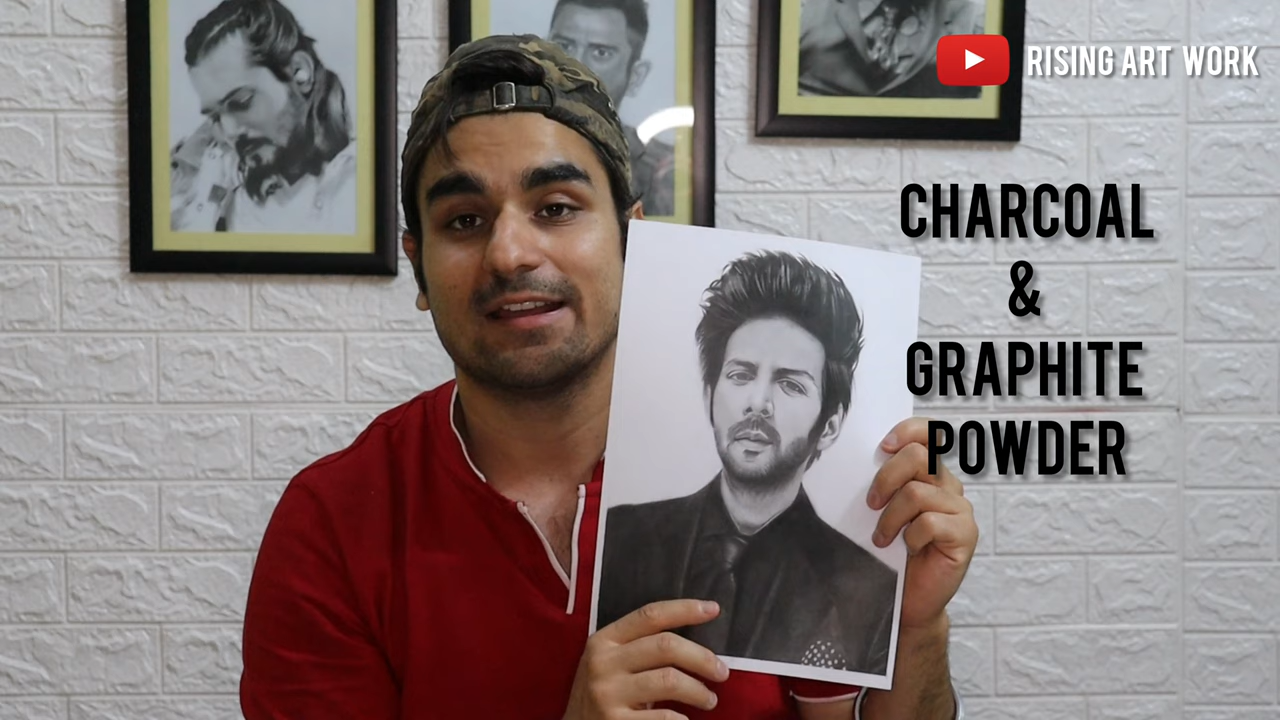 RISING ART WORK
CHARCOAL
&
GRAPHITE
POWDER